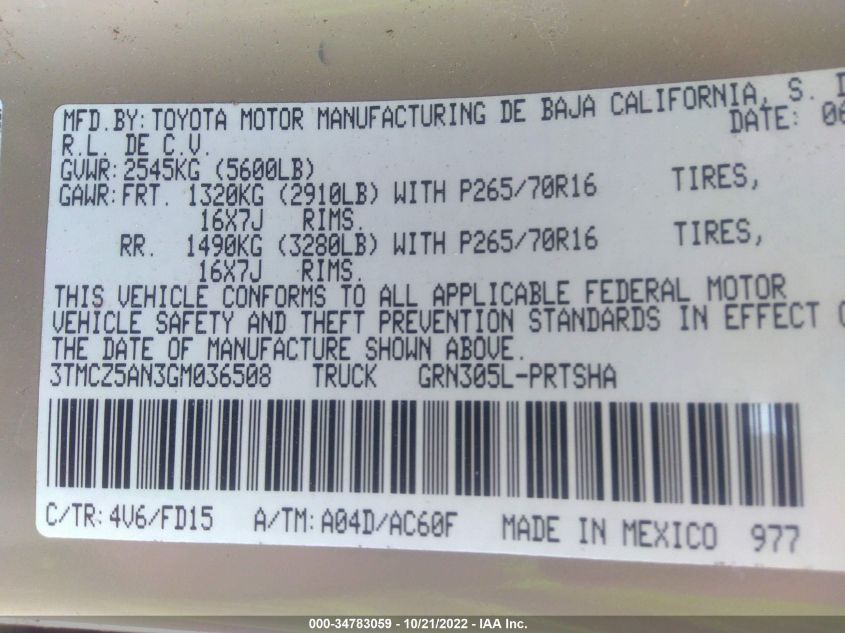 MFD.BY: TOYOTA MOTOR MANUFACTURING DE BAJA CALIFORNIA, S.
R.L. DE C.V. DATE: 06
GVWR: 2545KG (5600LB)
GAWR: FRT. 1320KG (2910LB) WITH P265/70R16 TIRES,
16X7J RIMS.
RR. 1490KG (3280LB) WITH P265/70R16 TIRES,
16X7J RIMS.
THIS VEHICLE CONFORMS TO ALL APPLICABLE FEDERAL MOTOR
VEHICLE SAFETY AND THEFT PREVENTION STANDARDS IN EFFECT
THE DATE OF MANUFACTURE SHOWN ABOVE.
3TMCZ5AN3GM036508 TRUCK GRN305L-PRTSHA
C/TR: 4V6/FD15 A/TM: A04D/AC60F MADE IN MEXICO 977
000-34783059 - 10/21/2022 - IAA Inc.